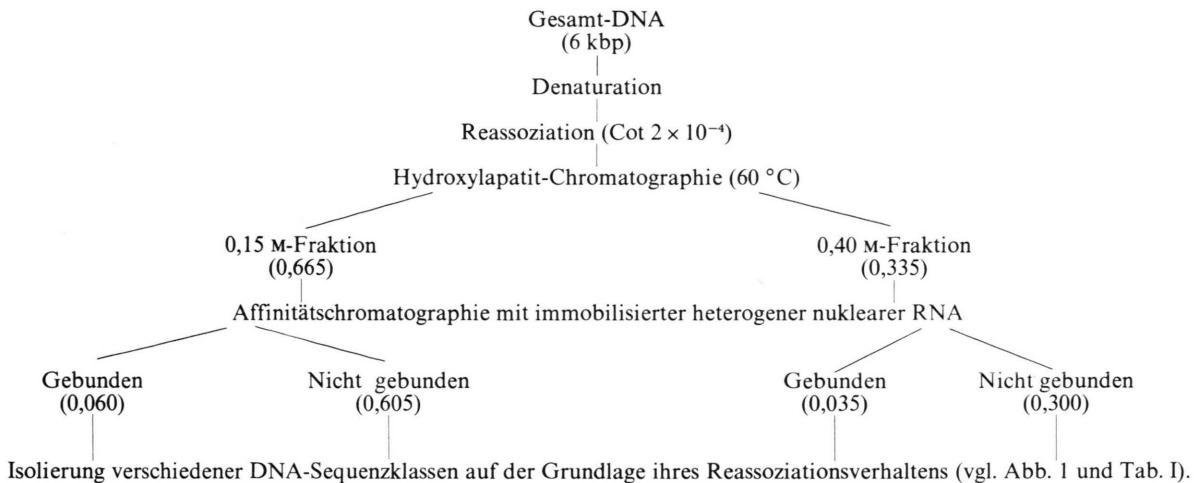 Gesamt-DNA
(6 kbp)
Denaturation
Reassoziation (Cot 2 × 10⁻⁴)
Hydroxylapatit-Chromatographie (60 °C)
0,15 M-Fraktion
(0,665)
0,40 M-Fraktion
(0,335)
Affinitätschromatographie mit immobilisierter heterogener nuklearer RNA
Gebunden
(0,060)
Nicht gebunden
(0,605)
Gebunden
(0,035)
Nicht gebunden
(0,300)
Isolierung verschiedener DNA-Sequenzklassen auf der Grundlage ihres Reassoziationsverhaltens (vgl. Abb. 1 und Tab. I).